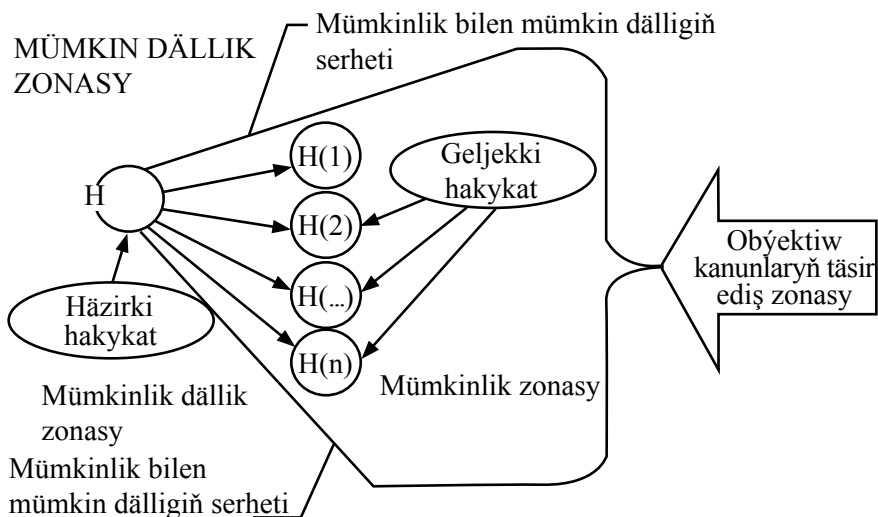 MÜMKIN DÄLLIK
ZONASY
Mümkinlik bilen mümkin dälligiň
serheti
H
H(1)
H(2)
H(...)
H(n)
Geljekki
hakykat
Häzirki
hakykat
Obýektiw
kanunlaryň täsir
ediş zonasy
Mümkinlik zonasy
Mümkinlik dällik
zonasy
Mümkinlik bilen
mümkin dälligiň serheti